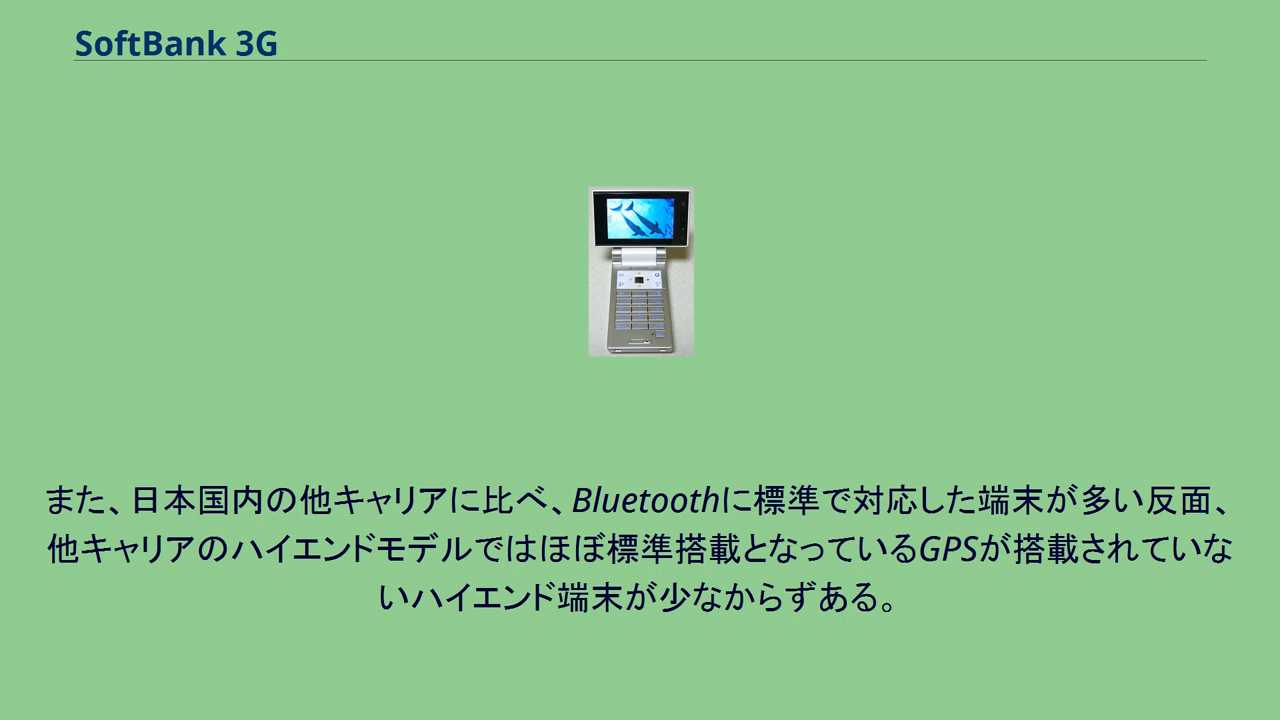 SoftBank 3G
また、日本国内の他キャリアに比べ、Bluetoothに標準で対応した端末が多い反面、
他キャリアのハイエンドモデルではほぼ標準搭載となっているGPSが搭載されていな
いハイエンド端末が少なからずある。